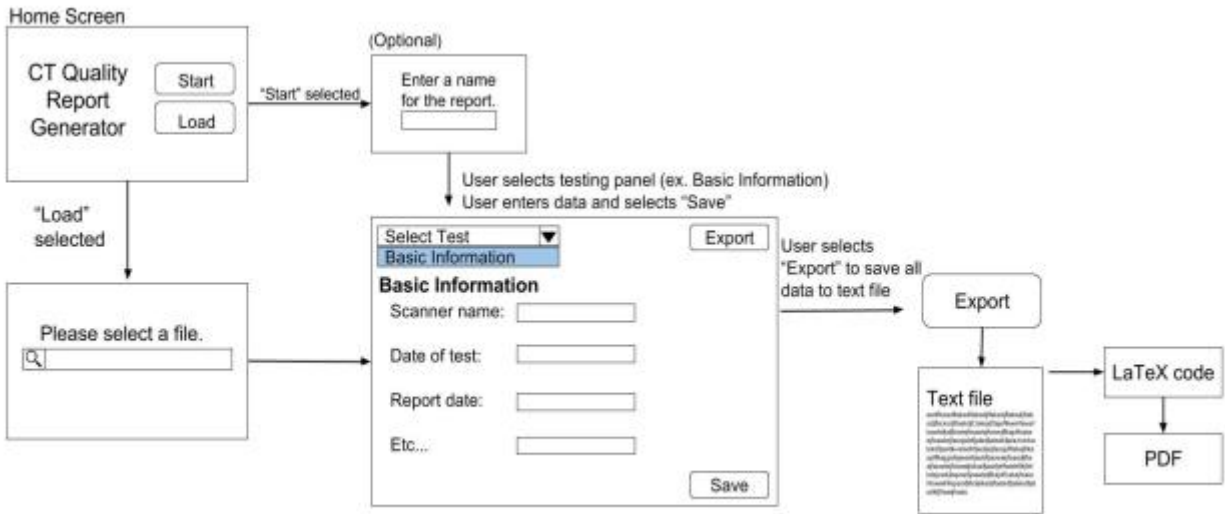 Home Screen
CT Quality
Report
Generator
Start
Load
"Start" selected
(Optional)
Enter a name
for the report.
User selects testing panel (ex. Basic Information)
User enters data and selects "Save"
"Load"
selected
Please select a file.
Select Test
Basic Information
Export
Basic Information
Scanner name:
Date of test:
Report date:
Etc...
Save
User selects
"Export" to save all
data to text file
Export
Text file
LaTeX code
PDF